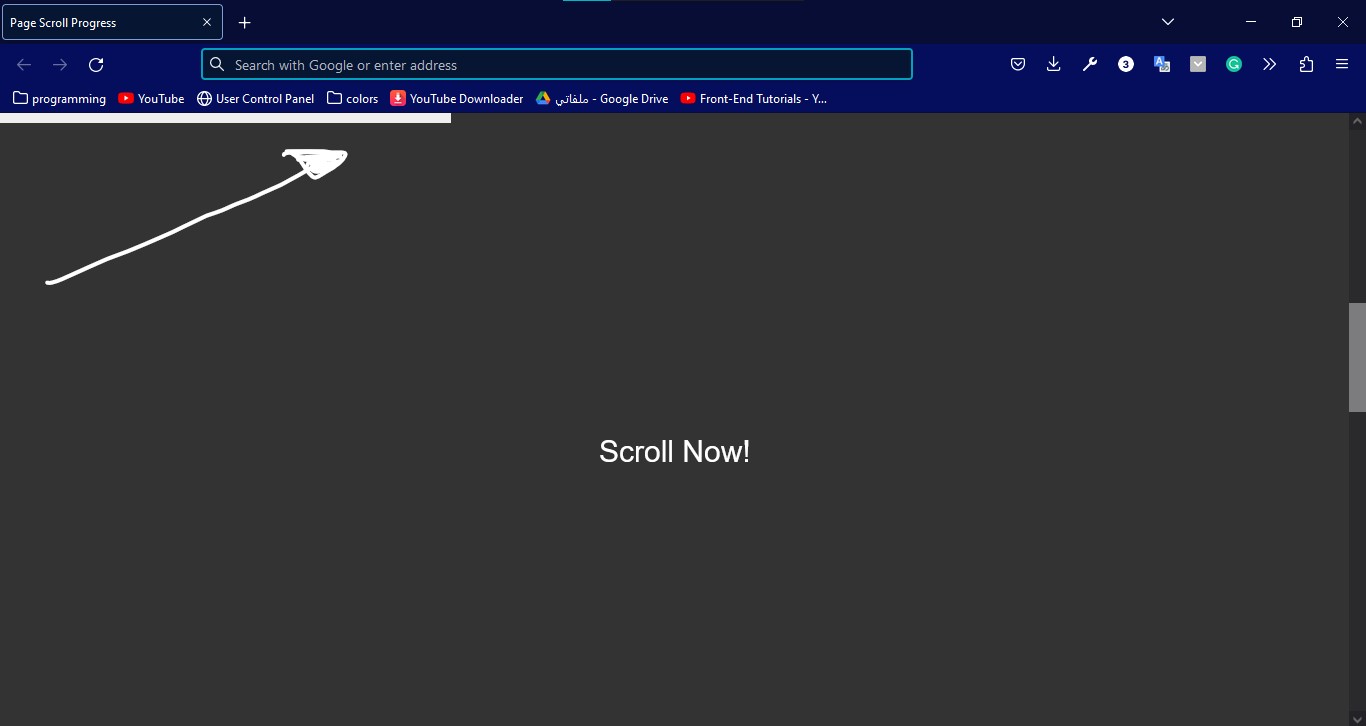 Page Scroll Progress
Search with Google or enter address
3
programming YouTube User Control Panel colors YouTube Downloader ملفاتي - Google Drive Front-End Tutorials - Y...
Scroll Now!